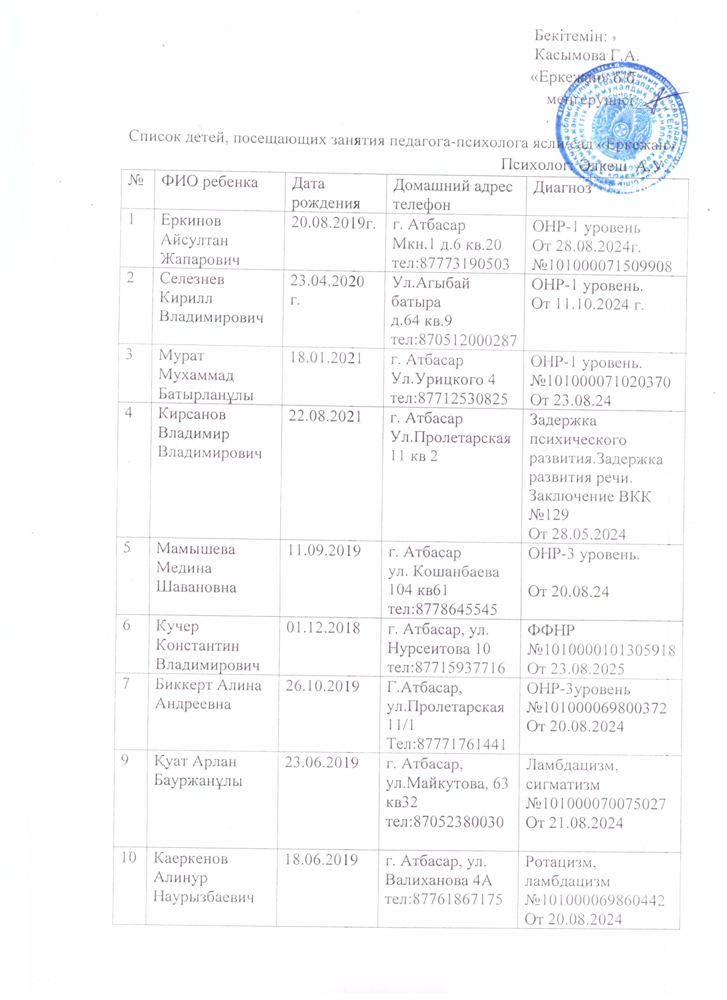 Бекітемін:
Касымова Г.А.
«Еркежан» б/б
меңгерушісі
Список детей, посещающих занятия педагога-психолога ясли/сад «Еркежан»
Психолог: Әлкеш А.У.
№ ФИО ребенка Дата рождения Домашний адрес телефон Диагноз
1 Еркинов Айсултан Жапарович 20.08.2019г. г. Атбасар Мкн.1 д.6 кв.20 тел:87773190503 ОНР-1 уровень От 28.08.2024г. №101000071509908
2 Селезнев Кирилл Владимирович 23.04.2020 г. Ул.Агыбай батыра д.64 кв.9 тел:870512000287 ОНР-1 уровень. От 11.10.2024 г.
3 Мурат Мухаммад Батырланұлы 18.01.2021 г. Атбасар Ул.Урицкого 4 тел:87712530825 ОНР-1 уровень. №101000071020370 От 23.08.24
4 Кирсанов Владимир Владимирович 22.08.2021 г. Атбасар Ул.Пролетарская 11 кв 2 Задержка психического развития.Задержка развития речи. Заключение ВКК №129 От 28.05.2024
5 Мамышева Медина Шавановна 11.09.2019 г. Атбасар ул. Кошанбаева 104 кв61 тел:8778645545 ОНР-3 уровень. От 20.08.24
6 Кучер Константин Владимирович 01.12.2018 г. Атбасар, ул. Нурсеитова 10 тел:87715937716 ФФНР №1010000101305918 От 23.08.2025
7 Биккерт Алина Андреевна 26.10.2019 Г.Атбасар, ул.Пролетарская 11/1 Тел:87771761441 ОНР-3уровень №101000069800372 От 20.08.2024
9 Қуат Арлан Бауржанұлы 23.06.2019 г. Атбасар, ул.Майкутова, 63 кв32 тел:87052380030 Ламбдацизм, сигматизм №101000070075027 От 21.08.2024
10 Каеркенов Алинур Наурызбаевич 18.06.2019 г. Атбасар, ул. Валиханова 4А тел:87761867175 Ротацизм, ламбдацизм №101000069860442 От 20.08.2024